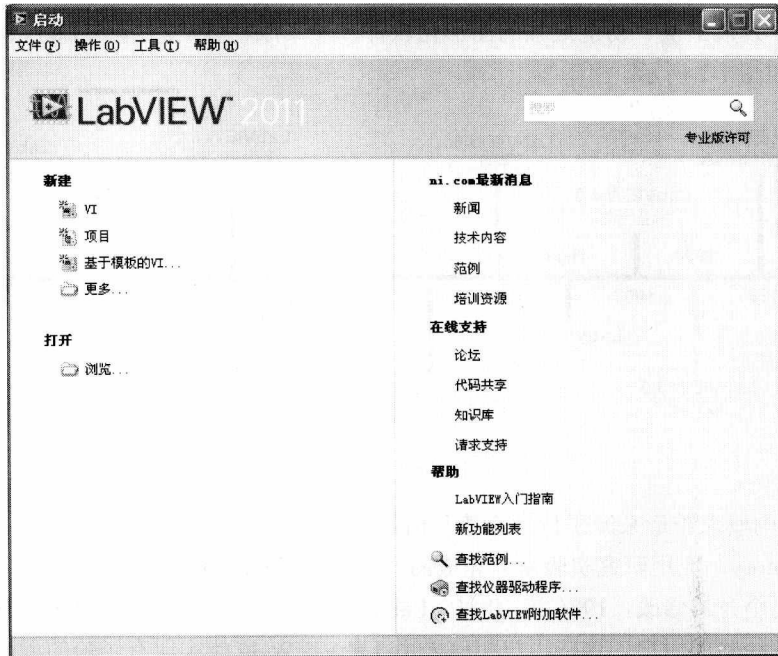 启动
文件(F) 操作(O) 工具(T) 帮助(H)
LabVIEW™ 2011
搜索
专业版许可
新建
VI
项目
基于模板的VI...
更多...
打开
浏览...
ni.com最新消息
新闻
技术内容
范例
培训资源
在线支持
论坛
代码共享
知识库
请求支持
帮助
LabVIEW入门指南
新功能列表
查找范例...
查找仪器驱动程序...
查找LabVIEW附加软件...